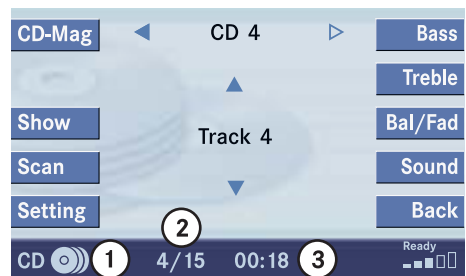 CD-Mag CD 4 Bass
Treble
Show Track 4 Bal/Fad
Scan Sound
Setting 2 Back
CD 1 4/15 00:18 3 Ready